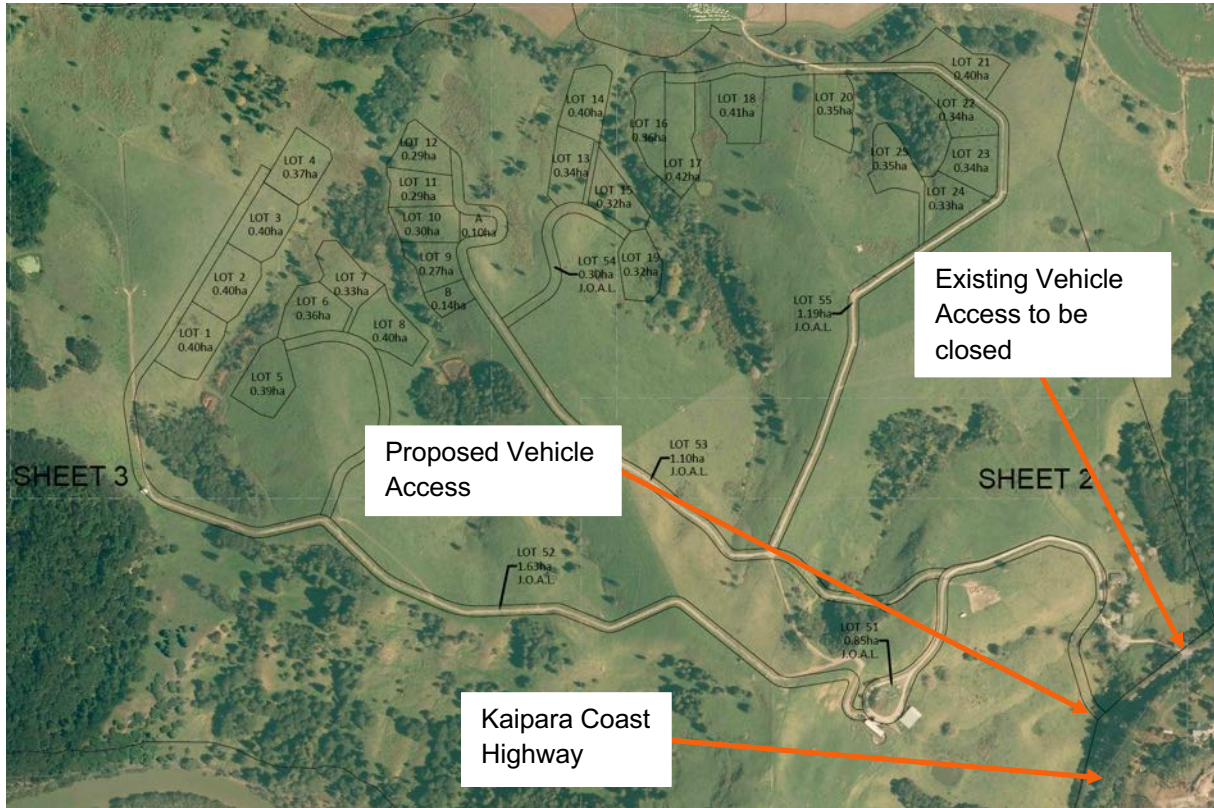 LOT 21
0.40ha
LOT 14
0.40ha
LOT 18
0.41ha
LOT 20
0.35ha
LOT 22
0.34ha
LOT 16
0.36ha
LOT 12
0.29ha
LOT 4
0.37ha
LOT 13
0.34ha
LOT 17
0.42ha
LOT 25
0.35ha
LOT 23
0.34ha
LOT 11
0.29ha
LOT 15
0.32ha
LOT 24
0.33ha
LOT 3
0.40ha
LOT 10
0.30ha
A
0.10ha
LOT 9
0.27ha
LOT 54
0.30ha
J.O.A.L.
LOT 19
0.32ha
LOT 2
0.40ha
LOT 7
0.33ha
B
0.14ha
LOT 6
0.36ha
LOT 55
1.19ha
J.O.A.L.
LOT 1
0.40ha
LOT 8
0.40ha
LOT 5
0.39ha
Existing Vehicle
Access to be
closed
Proposed Vehicle
Access
LOT 53
1.10ha
J.O.A.L.
SHEET 3
SHEET 2
LOT 52
1.63ha
J.O.A.L.
LOT 51
0.85ha
J.O.A.L.
Kaipara Coast
Highway